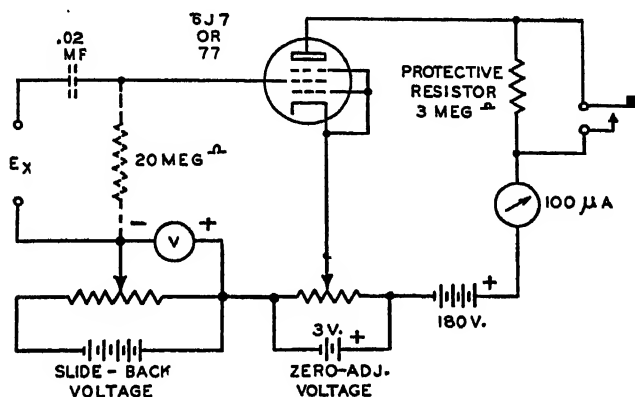 .02
MF
6J7
OR
77
PROTECTIVE
RESISTOR
3 MEG Ω
EX
20 MEG Ω
100 μA
-
V
+
+
180 V.
3 V.
+
SLIDE - BACK
VOLTAGE
ZERO-ADJ.
VOLTAGE